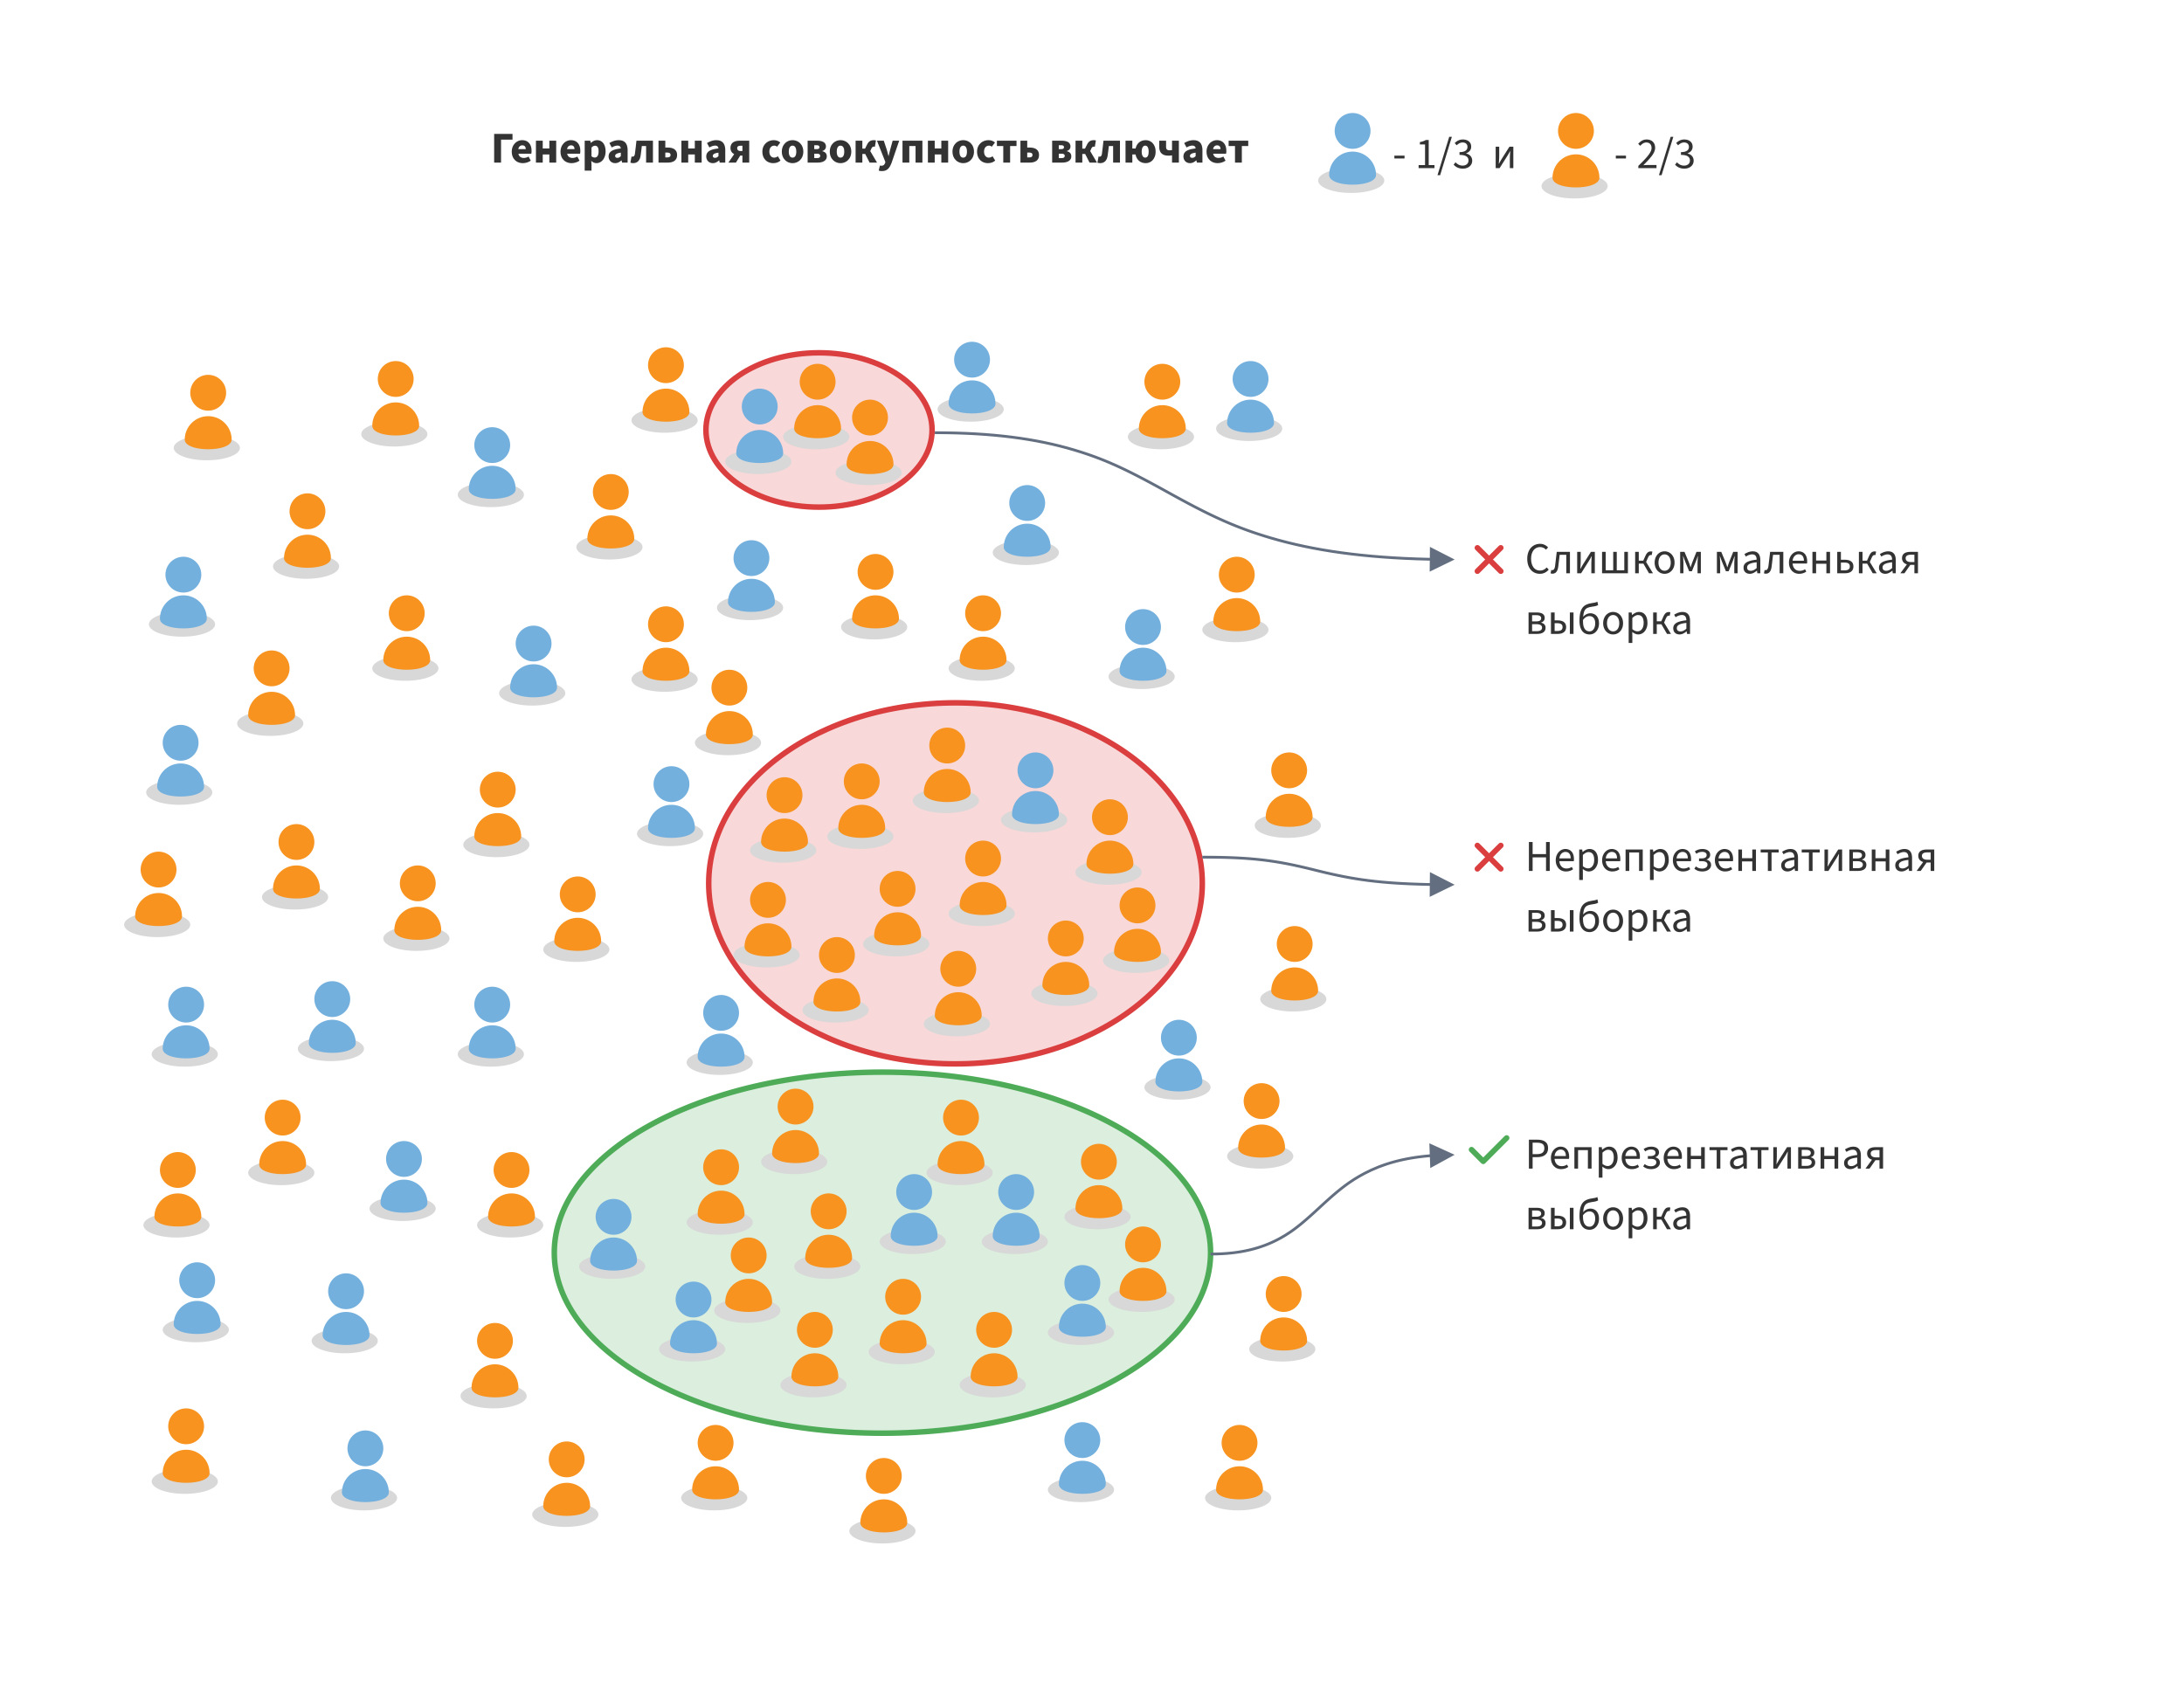 Генеральная совокупность включает - 1/3 и - 2/3
Слишком маленькая
выборка
Нерепрезентативная
выборка
Репрезентативная
выборка